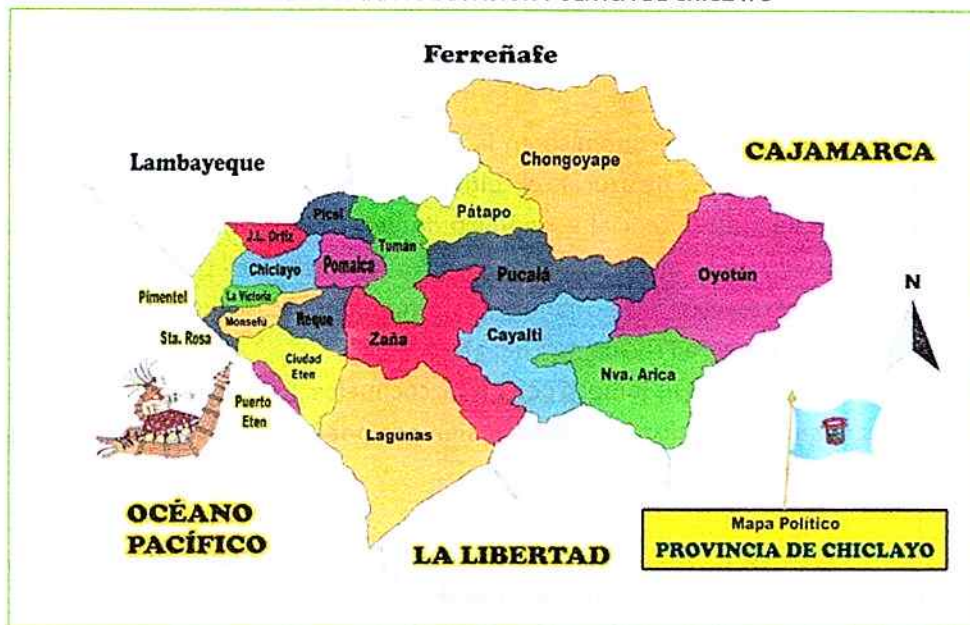 Ferreñafe
Chongoyape
CAJAMARCA
Lambayeque
Picsi
Pátapo
J.L. Ortiz
Tumán
Chiclayo
Pomalca
Pucalá
Oyotún
N
Pimentel
La Victoria
Monsefú
Reque
Sta. Rosa
Zaña
Cayalti
Ciudad
Eten
Nva. Arica
Puerto
Eten
Lagunas
OCÉANO
PACÍFICO
LA LIBERTAD
Mapa Político
PROVINCIA DE CHICLAYO